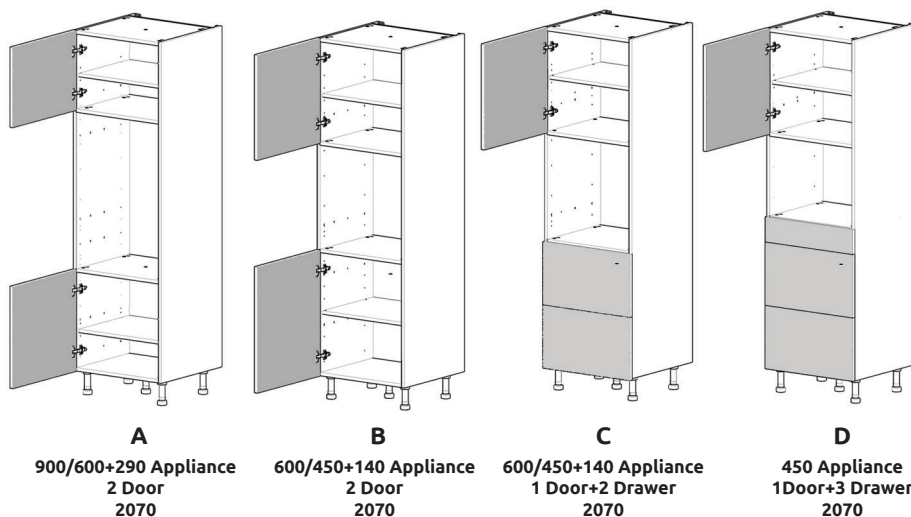 A
900/600+290 Appliance
2 Door
2070
B
600/450+140 Appliance
2 Door
2070
C
600/450+140 Appliance
1 Door+2 Drawer
2070
D
450 Appliance
1Door+3 Drawer
2070